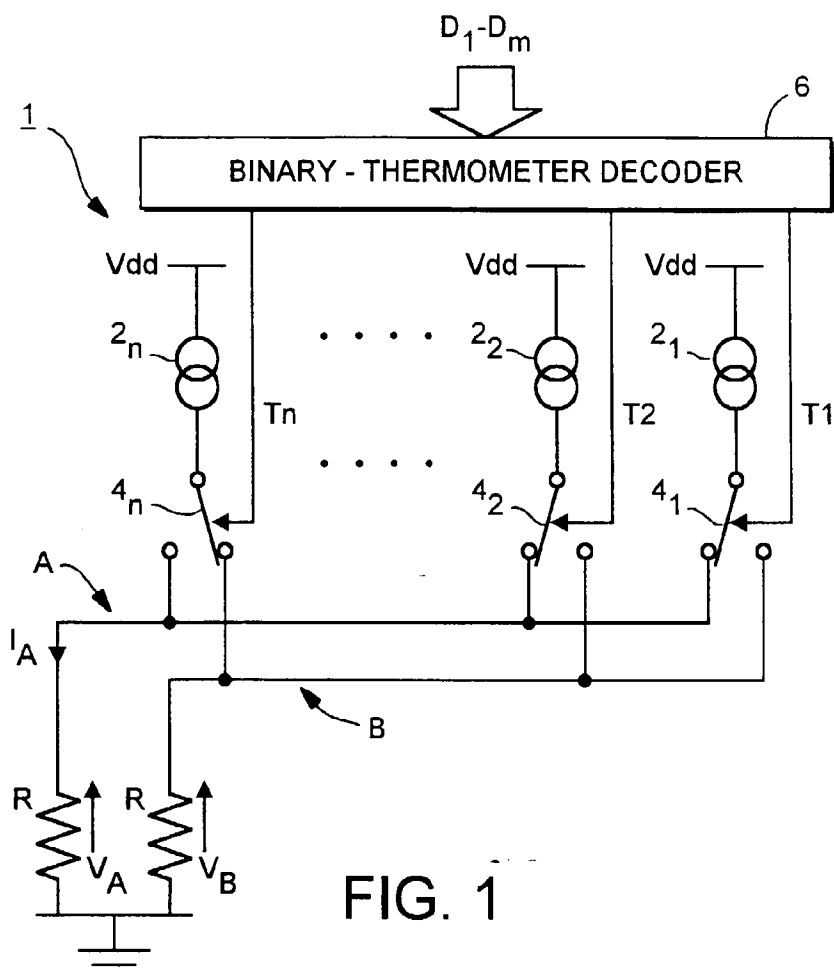 D1-Dm
1
6
BINARY - THERMOMETER DECODER
Vdd
Vdd
Vdd
2n
. . . .
22
21
Tn
T2
T1
. . . .
4n
42
41
A
IA
B
R
R
VA
VB
FIG. 1